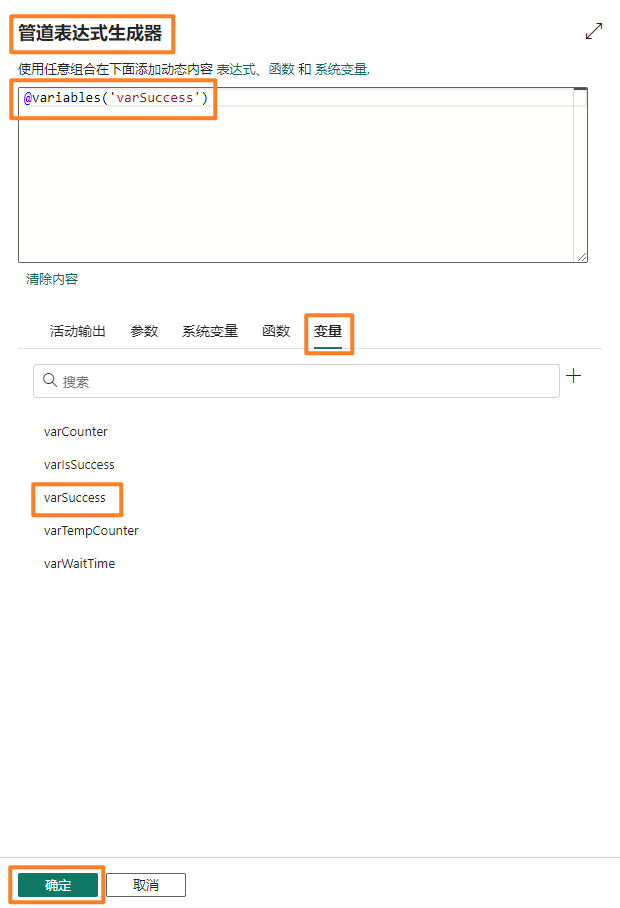 管道表达式生成器
使用任意组合在下面添加动态内容 表达式、函数 和 系统变量.
@variables('varSuccess')
清除内容
活动输出 参数 系统变量 函数 变量
搜索
varCounter
varIsSuccess
varSuccess
varTempCounter
varWaitTime
确定 取消